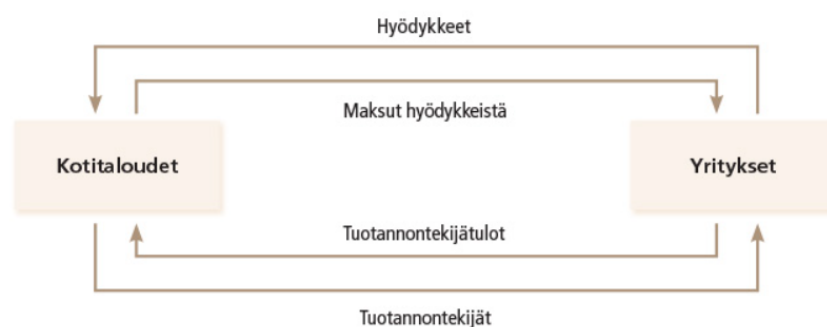 Hyödykkeet
Maksut hyödykkeistä
Kotitaloudet
Yritykset
Tuotannontekijätulot
Tuotannontekijät